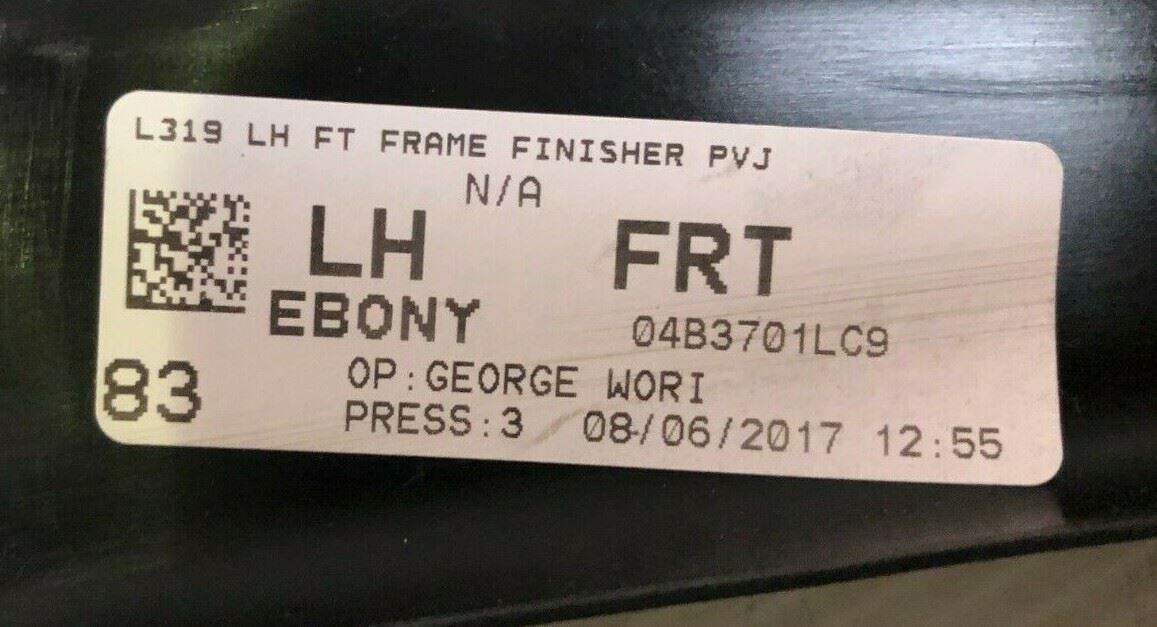 L319 LH FT FRAME FINISHER PVJ
N/A
LH FRT
EBONY 04B3701LC9
83 OP:GEORGE WORI
PRESS:3 08/06/2017 12:55